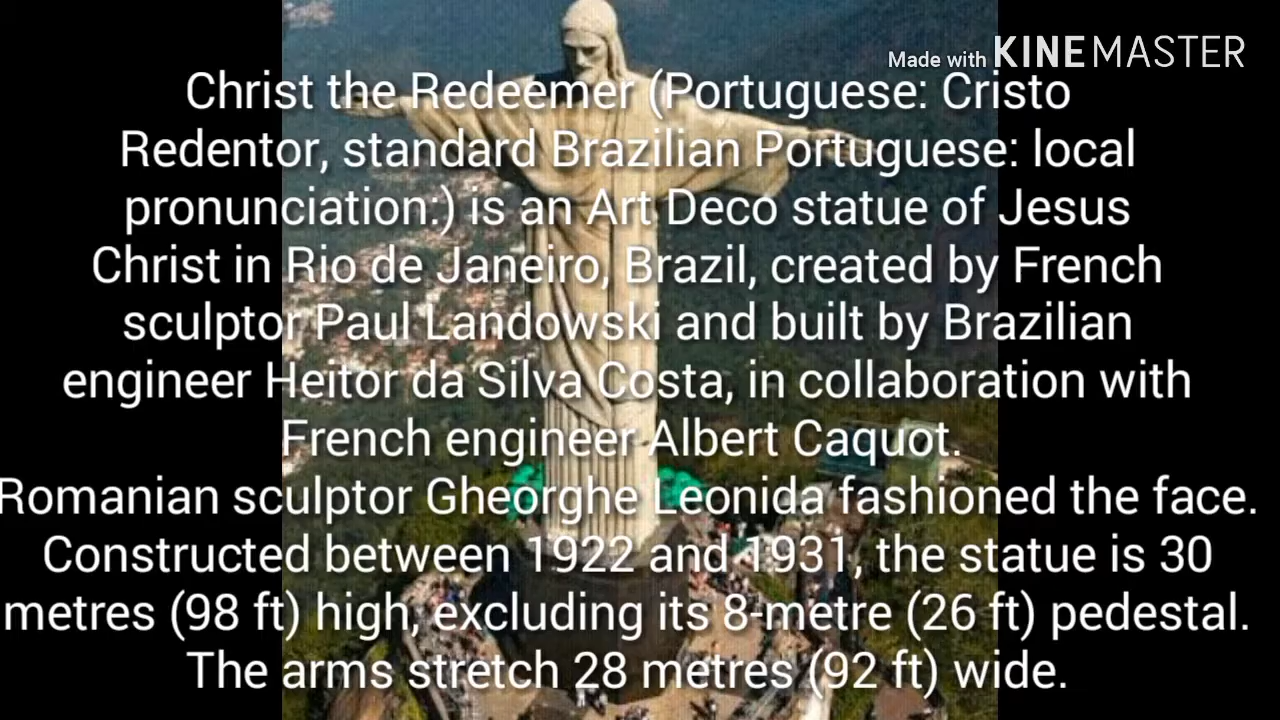 Made with KINEMASTER
Christ the Redeemer (Portuguese: Cristo
Redentor, standard Brazilian Portuguese: local
pronunciation:) is an Art Deco statue of Jesus
Christ in Rio de Janeiro, Brazil, created by French
sculptor Paul Landowski and built by Brazilian
engineer Heitor da Silva Costa, in collaboration with
French engineer Albert Caquot.
Romanian sculptor Gheorghe Leonida fashioned the face.
Constructed between 1922 and 1931, the statue is 30
metres (98 ft) high, excluding its 8-metre (26 ft) pedestal.
The arms stretch 28 metres (92 ft) wide.